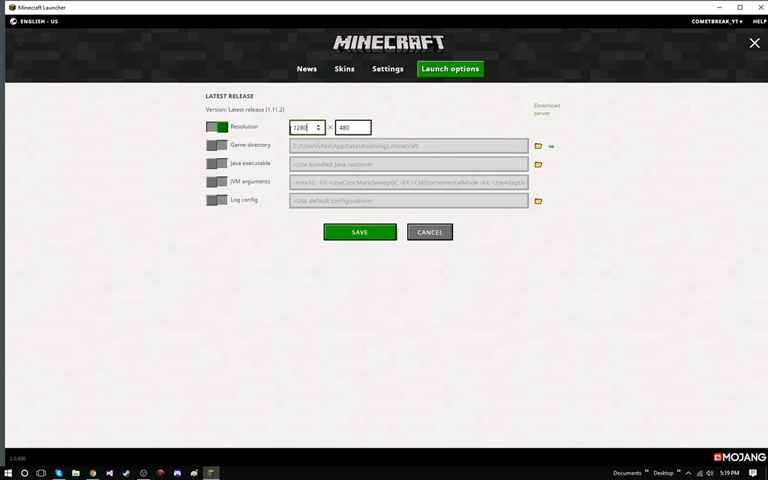 Minecraft Launcher
ENGLISH - US
COMETBREAK_YT
HELP
MINECRAFT
News
Skins
Settings
Launch options
LATEST RELEASE
Version: Latest release (1.11.2)
Download server
Resolution
1280
×
480
Game directory
C:/Users/Rex/AppData/Roaming/.minecraft
Java executable
<Use bundled Java runtime>
JVM arguments
-Xmx1G -XX:+UseConcMarkSweepGC -XX:+CMSIncrementalMode -XX:-UseAdaptiv
Log config
<Use default configuration>
SAVE
CANCEL
2.0.806
MOJANG
Documents
Desktop
5:19 PM